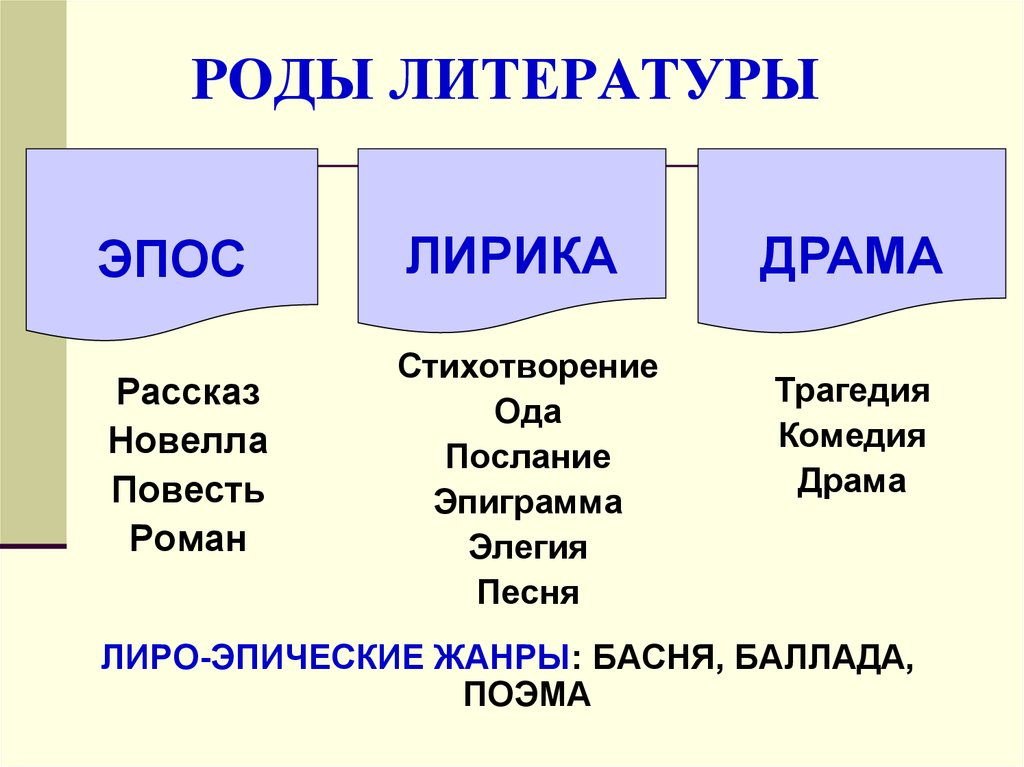 РОДЫ ЛИТЕРАТУРЫ
ЭПОС
Рассказ
Новелла
Повесть
Роман
ЛИРИКА
Стихотворение
Ода
Послание
Эпиграмма
Элегия
Песня
ДРАМА
Трагедия
Комедия
Драма
ЛИРО-ЭПИЧЕСКИЕ ЖАНРЫ: БАСНЯ, БАЛЛАДА,
ПОЭМА